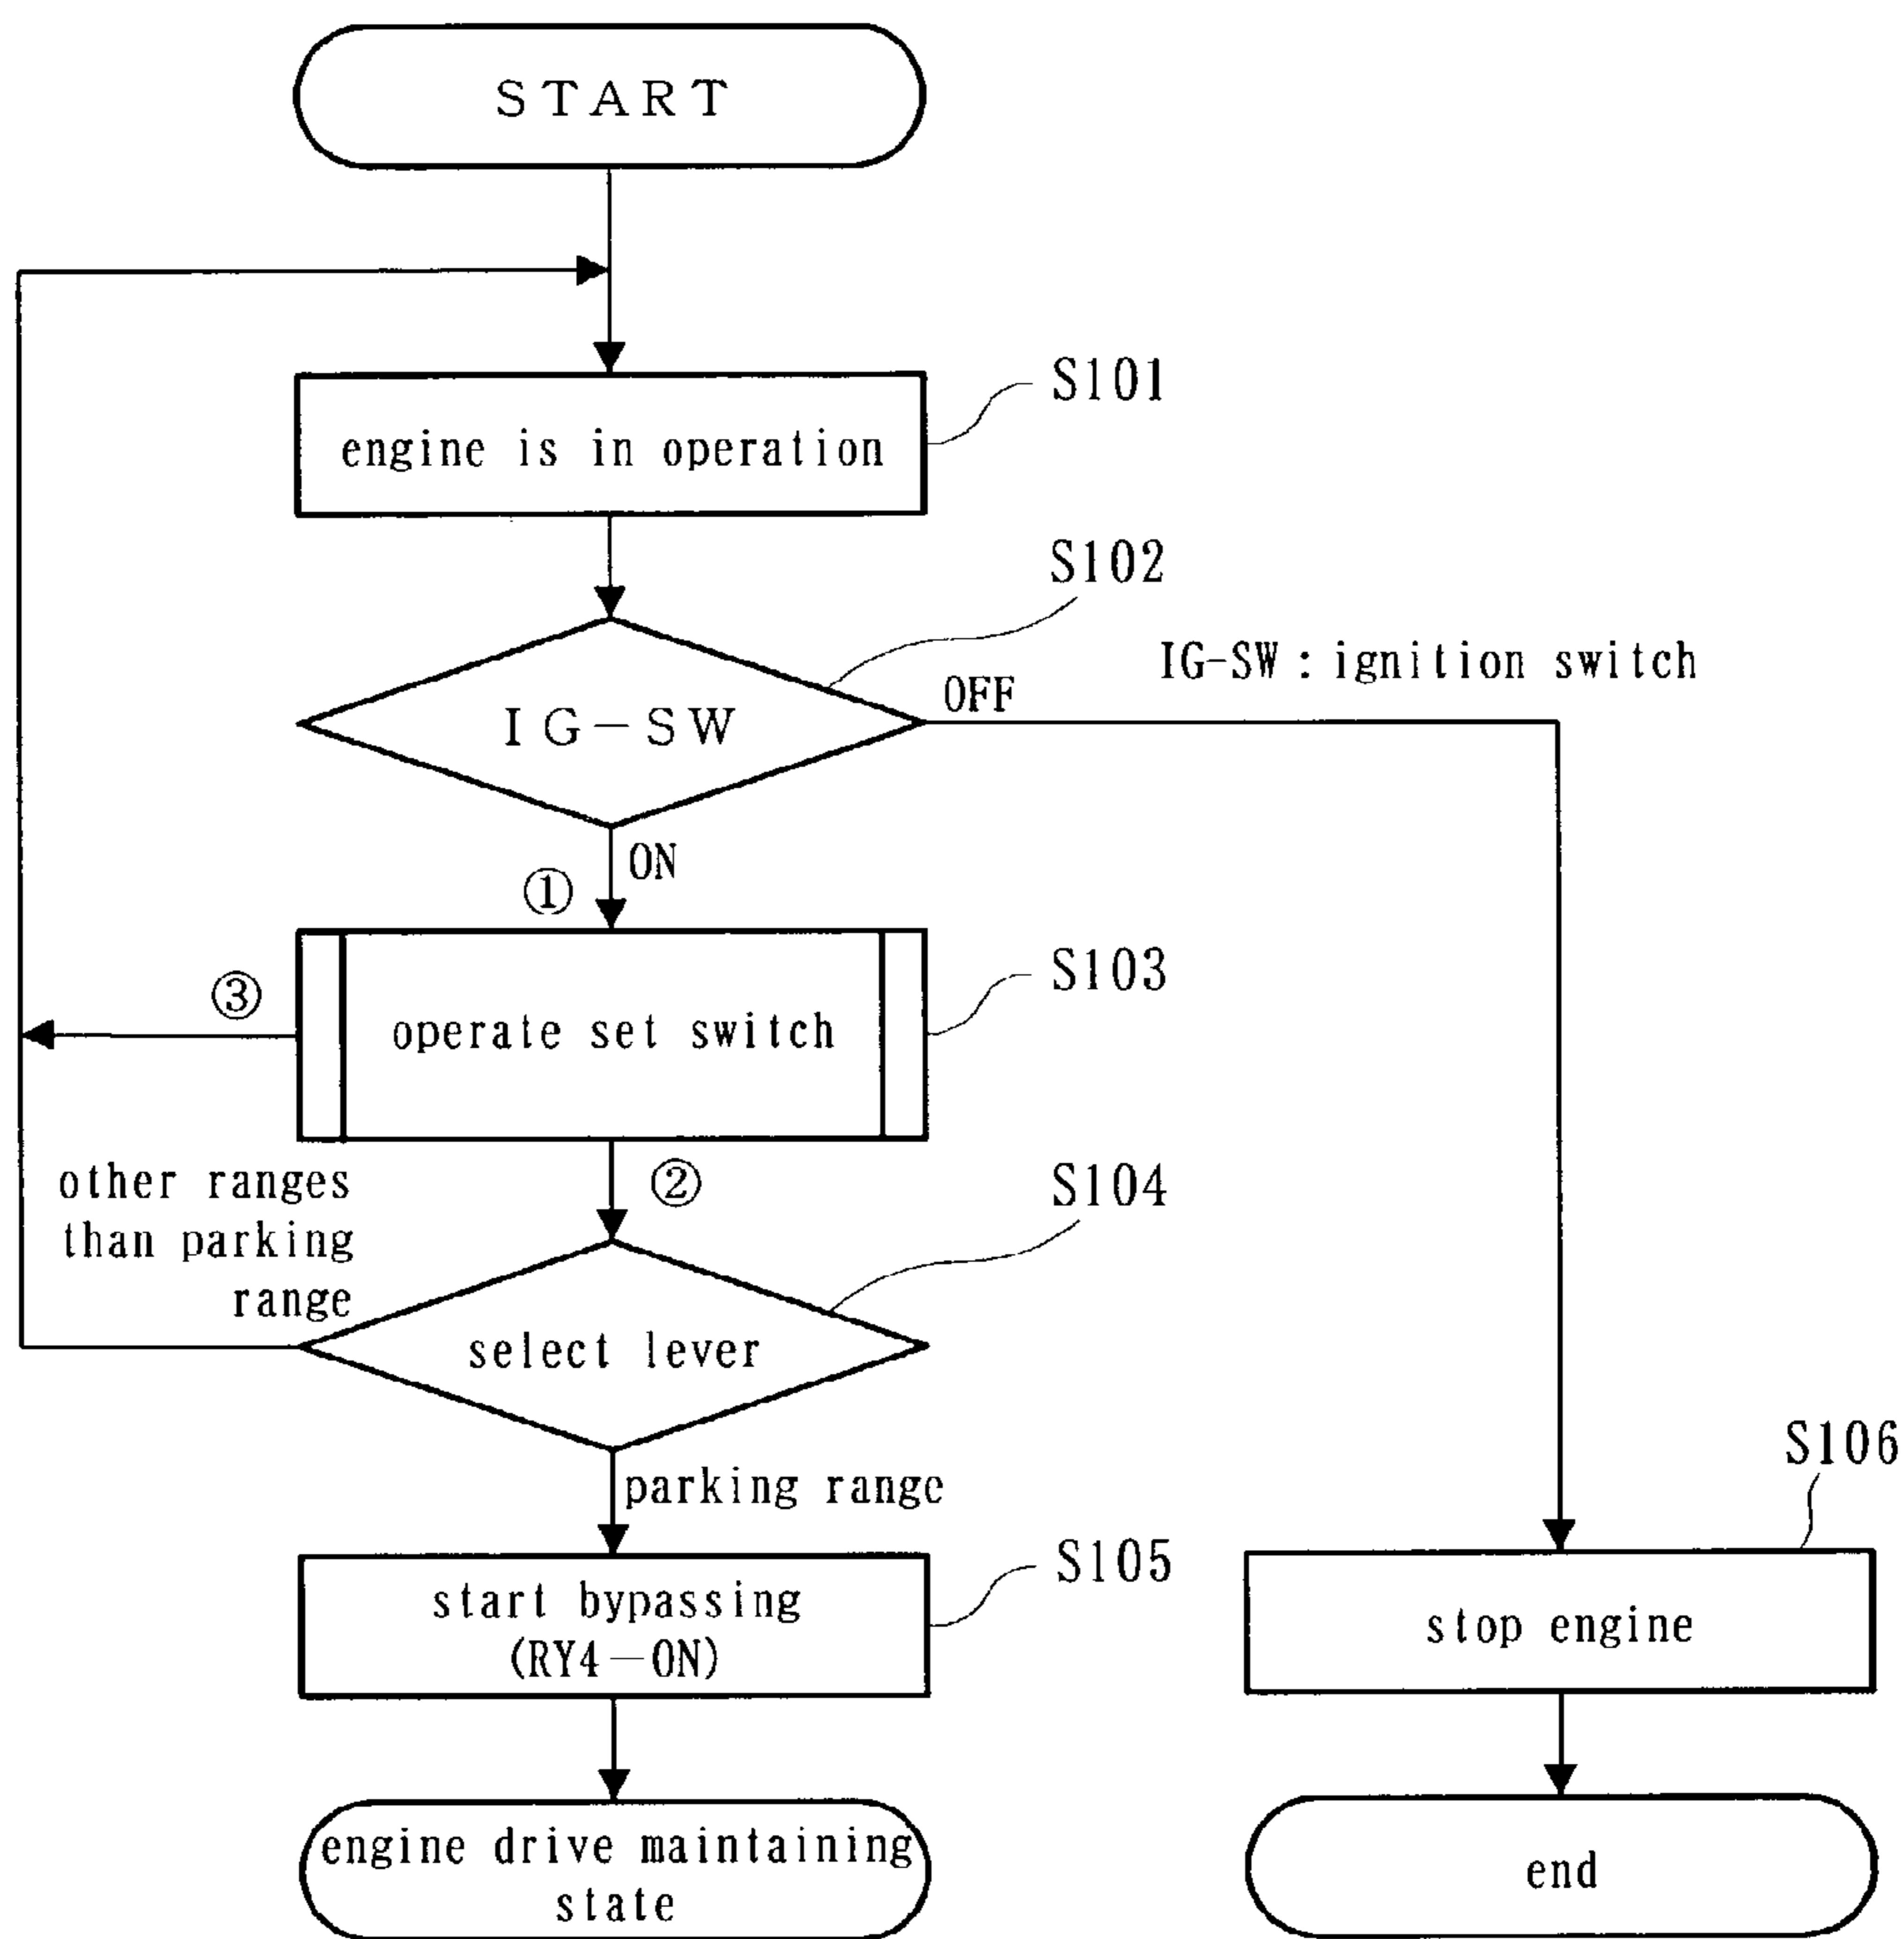 START
engine is in operation
S101
S102
IG-SW : ignition switch
IG-SW
OFF
ON
①
operate set switch
S103
③
②
other ranges
than parking
range
S104
select lever
parking range
start bypassing
(RY4-ON)
S105
S106
stop engine
engine drive maintaining
state
end